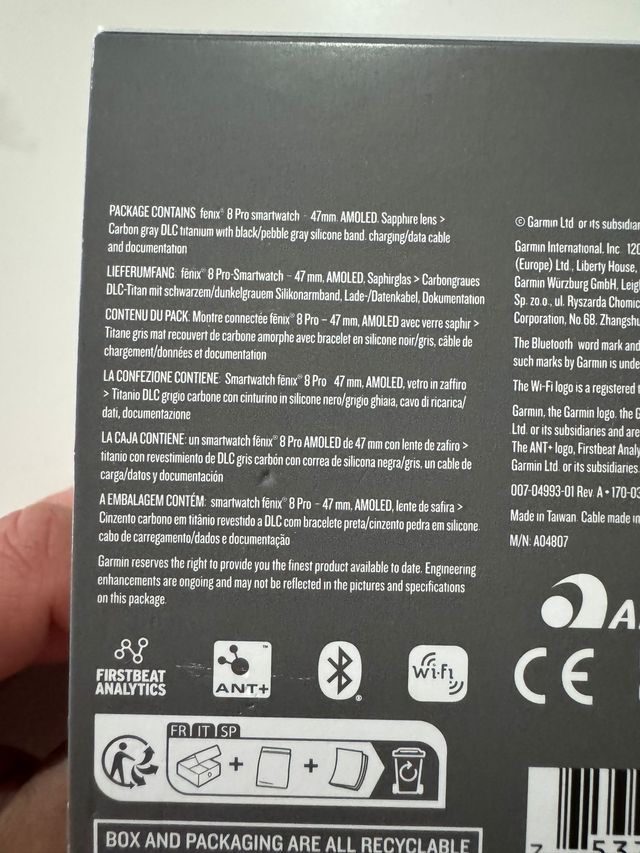 PACKAGE CONTAINS fēnix® 8 Pro smartwatch – 47mm, AMOLED, Sapphire lens >
Carbon gray DLC titanium with black/pebble gray silicone band, charging/data cable
and documentation
LIEFERUMFANG: fēnix® 8 Pro-Smartwatch – 47 mm, AMOLED, Saphirglas > Carbongraues
DLC-Titan mit schwarzem/dunkelgrauem Silikonarmband, Lade-/Datenkabel, Dokumentation
CONTENU DU PACK: Montre connectée fēnix® 8 Pro – 47 mm, AMOLED avec verre saphir >
Titane gris mat recouvert de carbone amorphe avec bracelet en silicone noir/gris, câble de
chargement/données et documentation
LA CONFEZIONE CONTIENE: Smartwatch fēnix® 8 Pro 47 mm, AMOLED, vetro in zaffiro
> Titanio DLC grigio carbone con cinturino in silicone nero/grigio ghiaia, cavo di ricarica/
dati, documentazione
LA CAJA CONTIENE: un smartwatch fēnix® 8 Pro AMOLED de 47 mm con lente de zafiro >
titanio con revestimiento de DLC gris carbón con correa de silicona negra/gris, un cable de
carga/datos y documentación
A EMBALAGEM CONTÉM: smartwatch fēnix® 8 Pro – 47 mm, AMOLED, lente de safira >
Cinzento carbono em titânio revestido a DLC com bracelete preta/cinzento pedra em silicone,
cabo de carregamento/dados e documentação
Garmin reserves the right to provide you the finest product available to date. Engineering
enhancements are ongoing and may not be reflected in the pictures and specifications
on this package.
FIRSTBEAT
ANALYTICS
ANT+™
®
Wi-Fi
FR IT SP
+ +
BOX AND PACKAGING ARE ALL RECYCLABLE
© Garmin Ltd. or its
Garmin International, Inc.
(Europe) Ltd., Liberty House,
Garmin Würzburg GmbH,
Sp. z o.o., ul. Ryszarda
Corporation, No.68,
The Bluetooth word mark and
such marks by Garmin is
The Wi-Fi logo is a registered
Garmin, the Garmin logo, the
Ltd. or its subsidiaries and are
The ANT+ logo, Firstbeat
Garmin Ltd. or its subsidiaries.
007-04993-01 Rev. A •
Made in Taiwan. Cable made in
M/N: A04807
CE
7 53